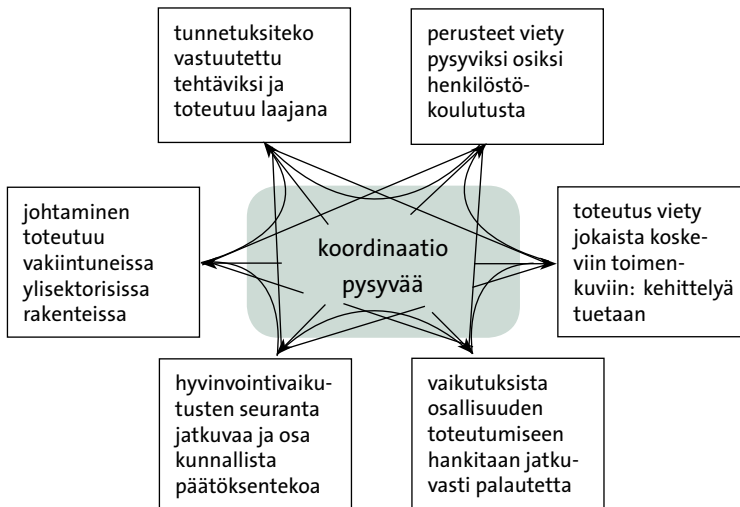 tunnetuksiteko
vastuutettu
tehtäviksi ja
toteutuu laajana
perusteet viety
pysyviksi osiksi
henkilöstö-
koulutusta
johtaminen
toteutuu
vakiintuneissa
ylisektorisissa
rakenteissa
koordinaatio
pysyvää
toteutus viety
jokaista koske-
viin toimen-
kuviin: kehittelyä
tuetaan
hyvinvointivaiku-
tusten seuranta
jatkuvaa ja osa
kunnallista
päätöksentekoa
vaikutuksista
osallisuuden
toteutumiseen
hankitaan jatku-
vasti palautetta